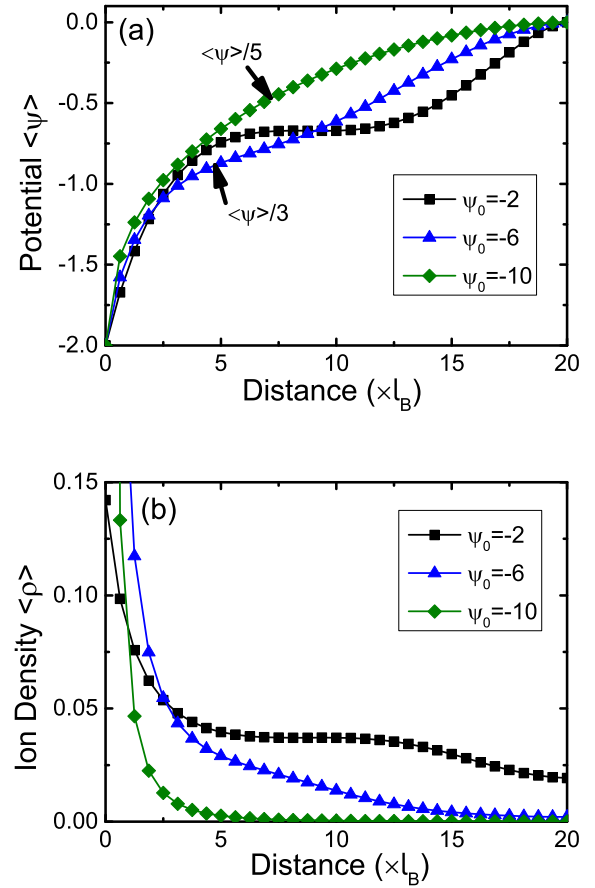 (a)
0.0
-0.5
-1.0
-1.5
-2.0
Potential <ψ>
<ψ>/5
<ψ>/3
ψ₀=-2
ψ₀=-6
ψ₀=-10
0 5 10 15 20
Distance (×l_B)
(b)
0.15
0.10
0.05
0.00
Ion Density <ρ>
ψ₀=-2
ψ₀=-6
ψ₀=-10
0 5 10 15 20
Distance (×l_B)